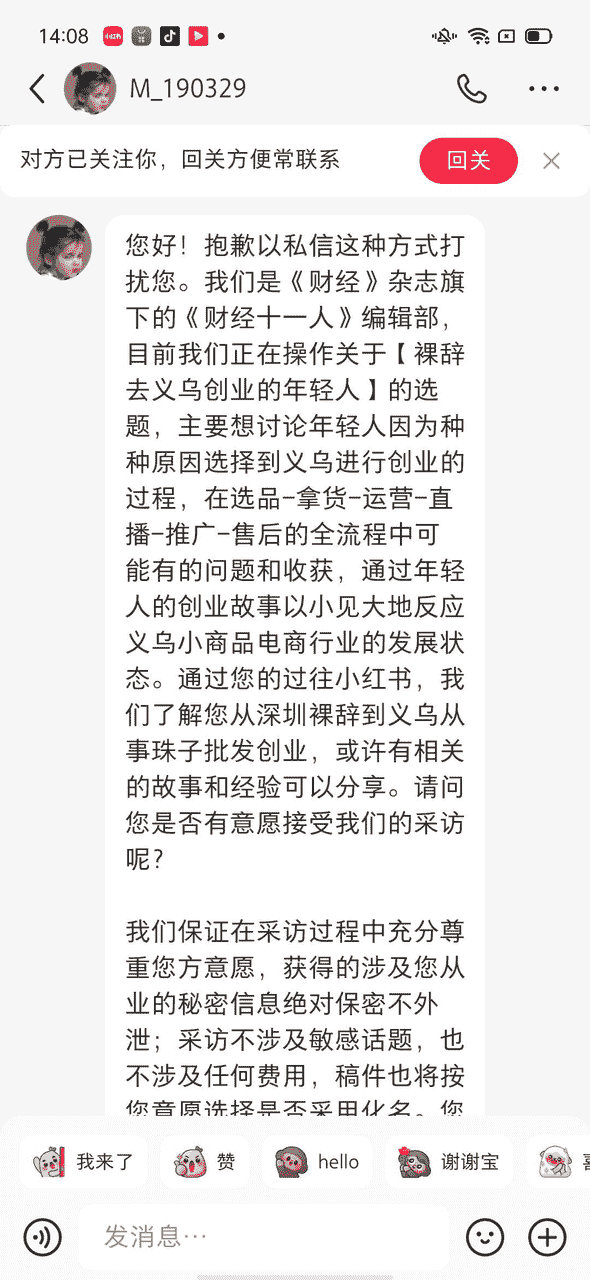 14:08
M_190329
对方已关注你，回关方便常联系
回关
您好！抱歉以私信这种方式打
扰您。我们是《财经》杂志旗
下的《财经十一人》编辑部，
目前我们正在操作关于【裸辞
去义乌创业的年轻人】的选
题，主要想讨论年轻人因为种
种原因选择到义乌进行创业的
过程，在选品-拿货-运营-直
播-推广-售后的全流程中可
能有的问题和收获，通过年轻
人的创业故事以小见大地反应
义乌小商品电商行业的发展状
态。通过您的过往小红书，我
们了解您从深圳裸辞到义乌从
事珠子批发创业，或许有相关
的故事和经验可以分享。请问
您是否有意愿接受我们的采访
呢？
我们保证在采访过程中充分尊
重您方意愿，获得的涉及您从
业的秘密信息绝对保密不外
泄；采访不涉及敏感话题，也
不涉及任何费用，稿件也将按
您意愿选择是否采用化名。您
我来了
赞
hello
谢谢宝
发消息…